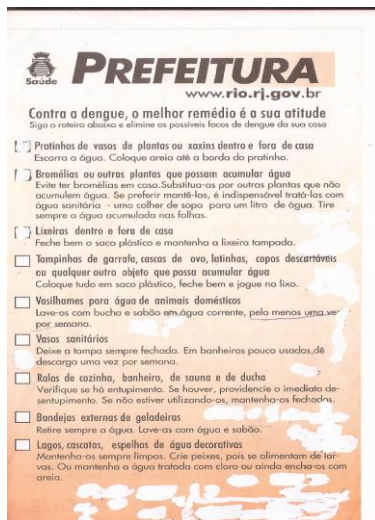 Saúde
PREFEITURA
www.rio.rj.gov.br
Contra a dengue, o melhor remédio é a sua atitude
Siga o roteiro abaixo e elimine os possíveis focos de dengue da sua casa
Pratinhos de vasos de plantas ou xaxins dentro e fora de casa
Escorra a água. Coloque areia até a borda do pratinho.
Bromélias ou outras plantas que possam acumular água
Evite ter bromélias em casa.Substitua-as por outras plantas que não
acumulem água. Se preferir mantê-las, é indispensável tratá-las com
água sanitária - uma colher de sopa para um litro de água. Tire
sempre a água acumulada nas folhas.
Lixeiras dentro e fora de casa
Feche bem o saco plástico e mantenha a lixeira tampada.
Tampinhas de garrafa, cascas de ovo, latinhas, copos descartáveis
ou qualquer outro objeto que possa acumular água
Coloque tudo em saco plástico, feche bem e jogue no lixo.
Vasilhames para água de animais domésticos
Lave-os com bucha e sabão em água corrente, pelo menos uma vez
por semana.
Vasos sanitários
Deixe a tampa sempre fechada. Em banheiros pouco usados,dê
descarga uma vez por semana.
Ralos de cozinha, banheiro, de sauna e de ducha
Verifique se há entupimento. Se houver, providencie o imediato de-
sentupimento. Se não estiver utilizando-os, mantenha-os fechados.
Bandejas externas de geladeiras
Retire sempre a água. Lave-as com água e sabão.
Lagos, cascatas, espelhos de água decorativas
Mantenha-os sempre limpos. Crie peixes, pois se alimentam de lar-
vas. Ou mantenha a água tratada com cloro ou ainda encha-os com
areia.